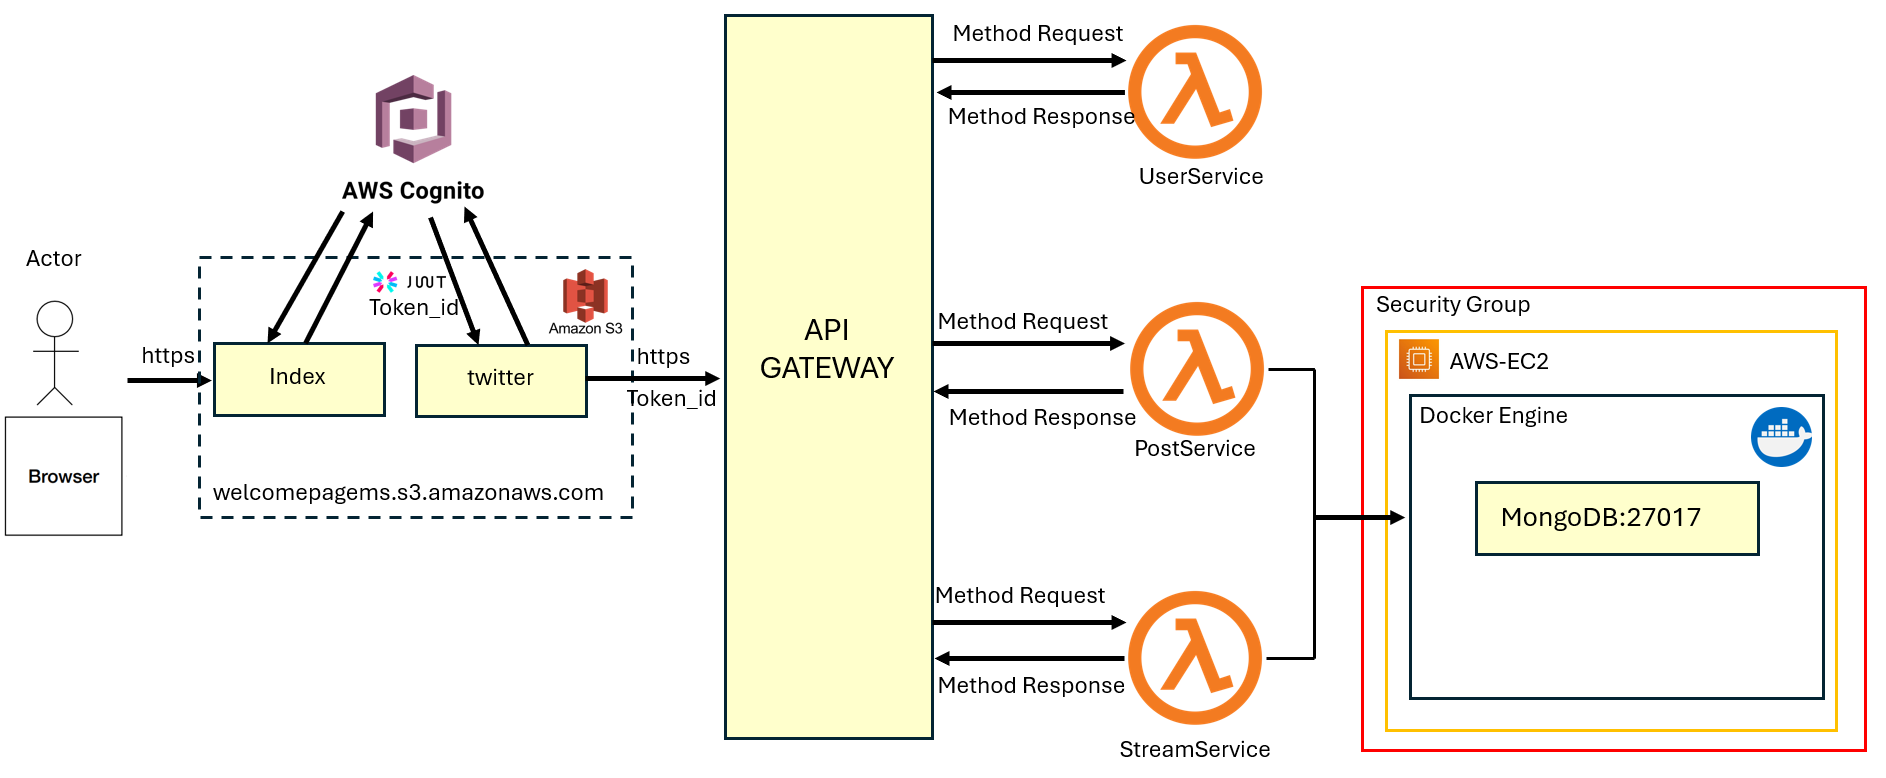 Actor
Browser
https
AWS Cognito
JWT
Token_id
Amazon S3
Index
twitter
welcomepagems.s3.amazonaws.com
https
Token_id
API
GATEWAY
Method Request
Method Response
UserService
Method Request
Method Response
PostService
Method Request
Method Response
StreamService
Security Group
AWS-EC2
Docker Engine
MongoDB:27017